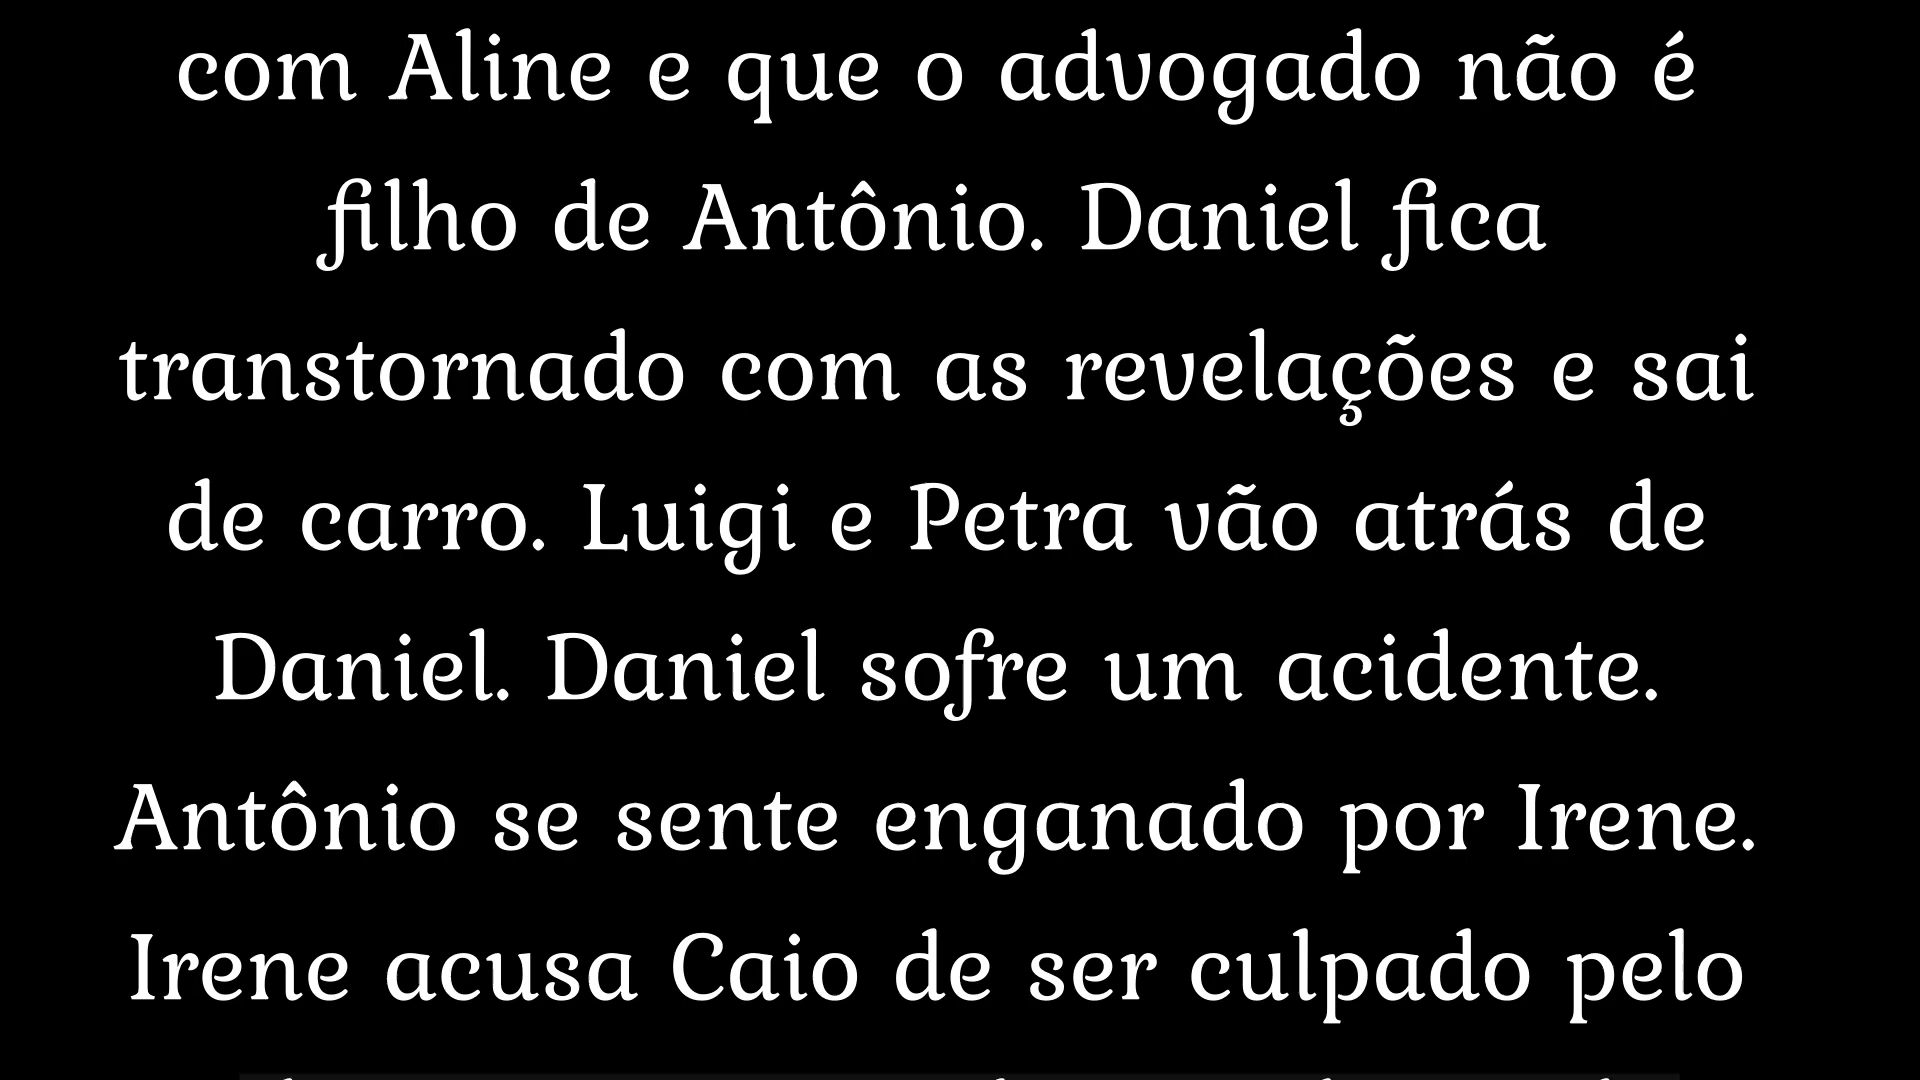 com Aline e que o advogado não é
filho de Antônio. Daniel fica
transtornado com as revelações e sai
de carro. Luigi e Petra vão atrás de
Daniel. Daniel sofre um acidente.
Antônio se sente enganado por Irene.
Irene acusa Caio de ser culpado pelo